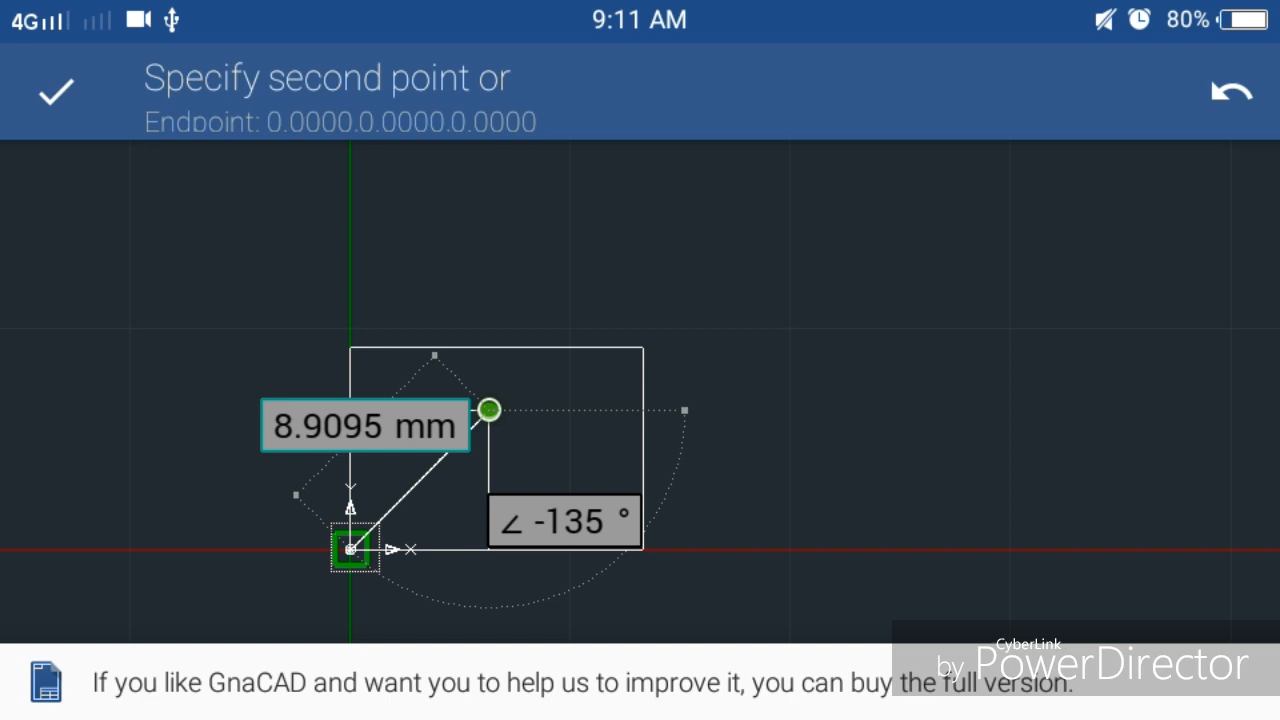 4G 9:11 AM 80%
Specify second point or
Endpoint: 0.0000,0.0000,0.0000
8.9095 mm
∠ -135 °
Y
X
If you like GnaCAD and want you to help us to improve it, you can buy the full version.
CyberLink
by PowerDirector